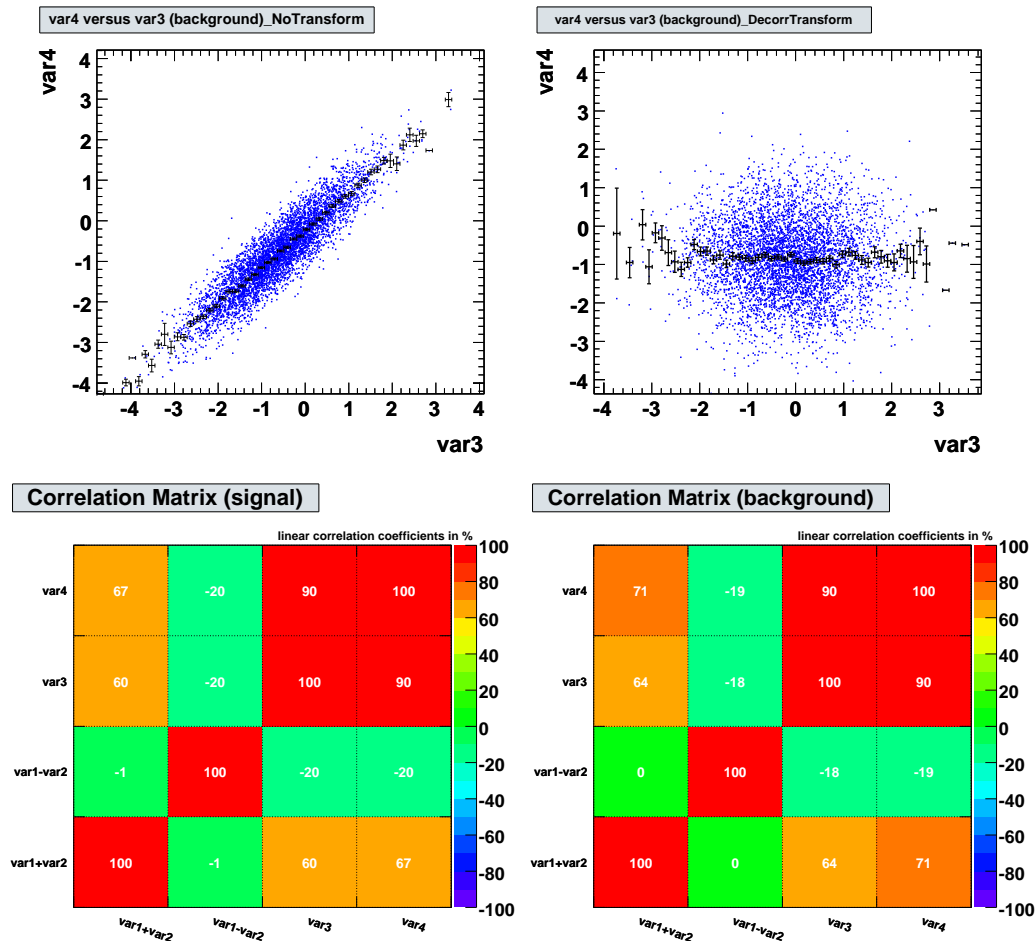 var4 versus var3 (background)_NoTransform
var4
4
3
2
1
0
-1
-2
-3
-4
-4 -3 -2 -1 0 1 2 3 4
var3
var4 versus var3 (background)_DecorrTransform
var4
4
3
2
1
0
-1
-2
-3
-4
-4 -3 -2 -1 0 1 2 3 4
var3
Correlation Matrix (signal)
linear correlation coefficients in %
var4 67 -20 90 100
var3 60 -20 100 90
var1-var2 -1 100 -20 -20
var1+var2 100 -1 60 67
var1+var2 var1-var2 var3 var4
100
80
60
40
20
0
-20
-40
-60
-80
-100
Correlation Matrix (background)
linear correlation coefficients in %
var4 71 -19 90 100
var3 64 -18 100 90
var1-var2 0 100 -18 -19
var1+var2 100 0 64 71
var1+var2 var1-var2 var3 var4
100
80
60
40
20
0
-20
-40
-60
-80
-100